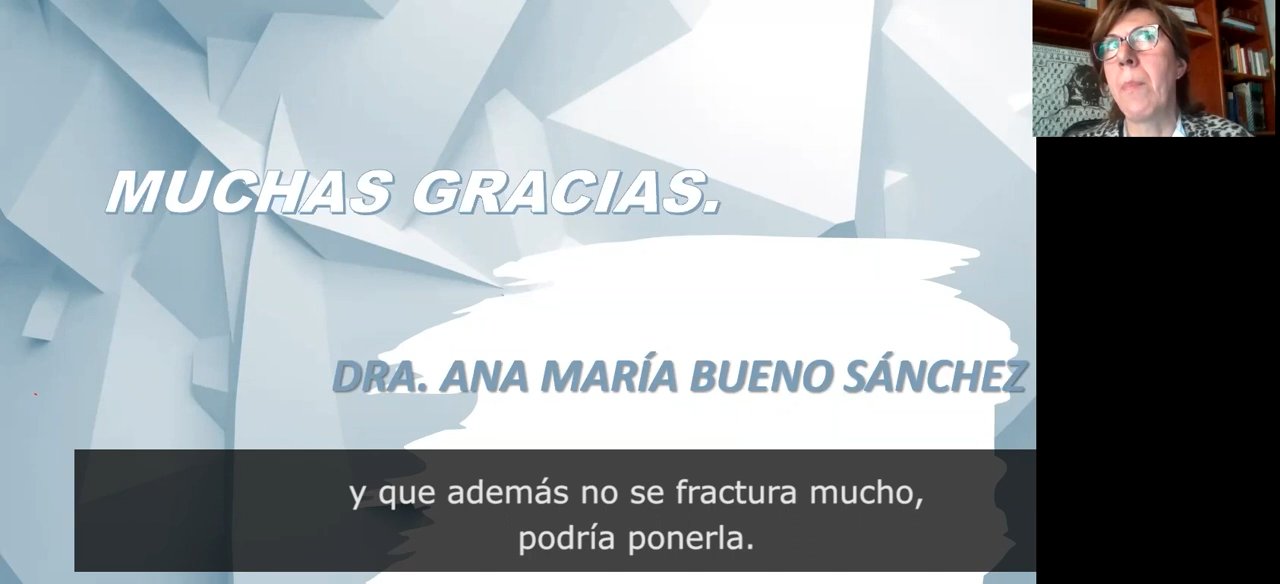 MUCHAS GRACIAS.
DRA. ANA MARÍA BUENO SÁNCHEZ
y que además no se fractura mucho,
podría ponerla.